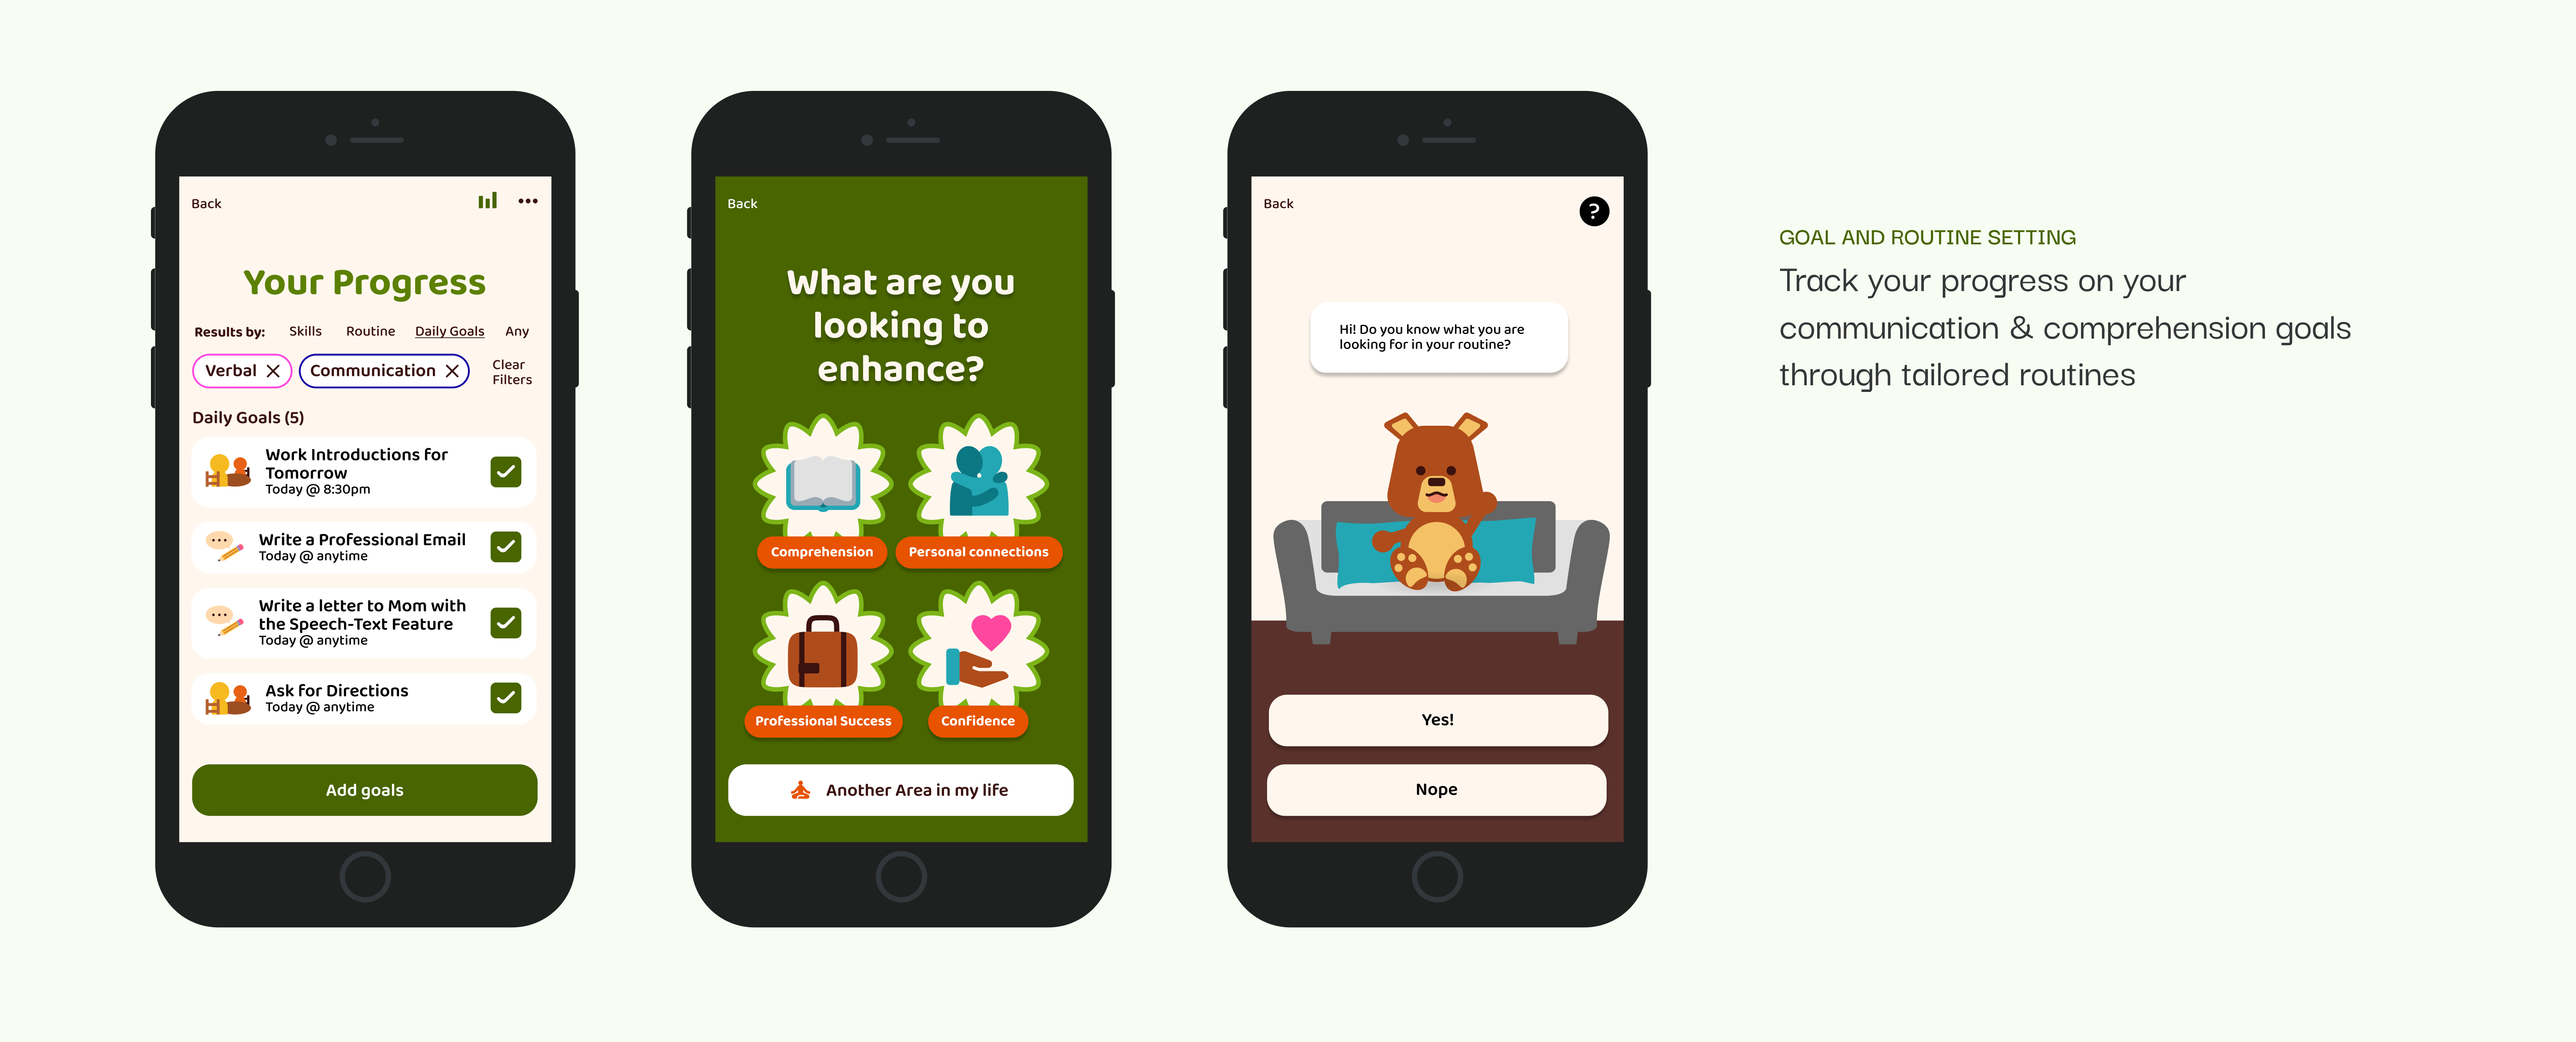 Back
Your Progress
Results by: Skills Routine Daily Goals Any
Verbal Communication Clear
Filters
Daily Goals (5)
Work Introductions for
Tomorrow
Today @ 8:30pm
Write a Professional Email
Today @ anytime
Write a letter to Mom with
the Speech-Text Feature
Today @ anytime
Ask for Directions
Today @ anytime
Add goals
Back
What are you
looking to
enhance?
Comprehension
Personal connections
Professional Success
Confidence
Another Area in my life
Back
?
Hi! Do you know what you are
looking for in your routine?
Yes!
Nope
GOAL AND ROUTINE SETTING
Track your progress on your
communication & comprehension goals
through tailored routines